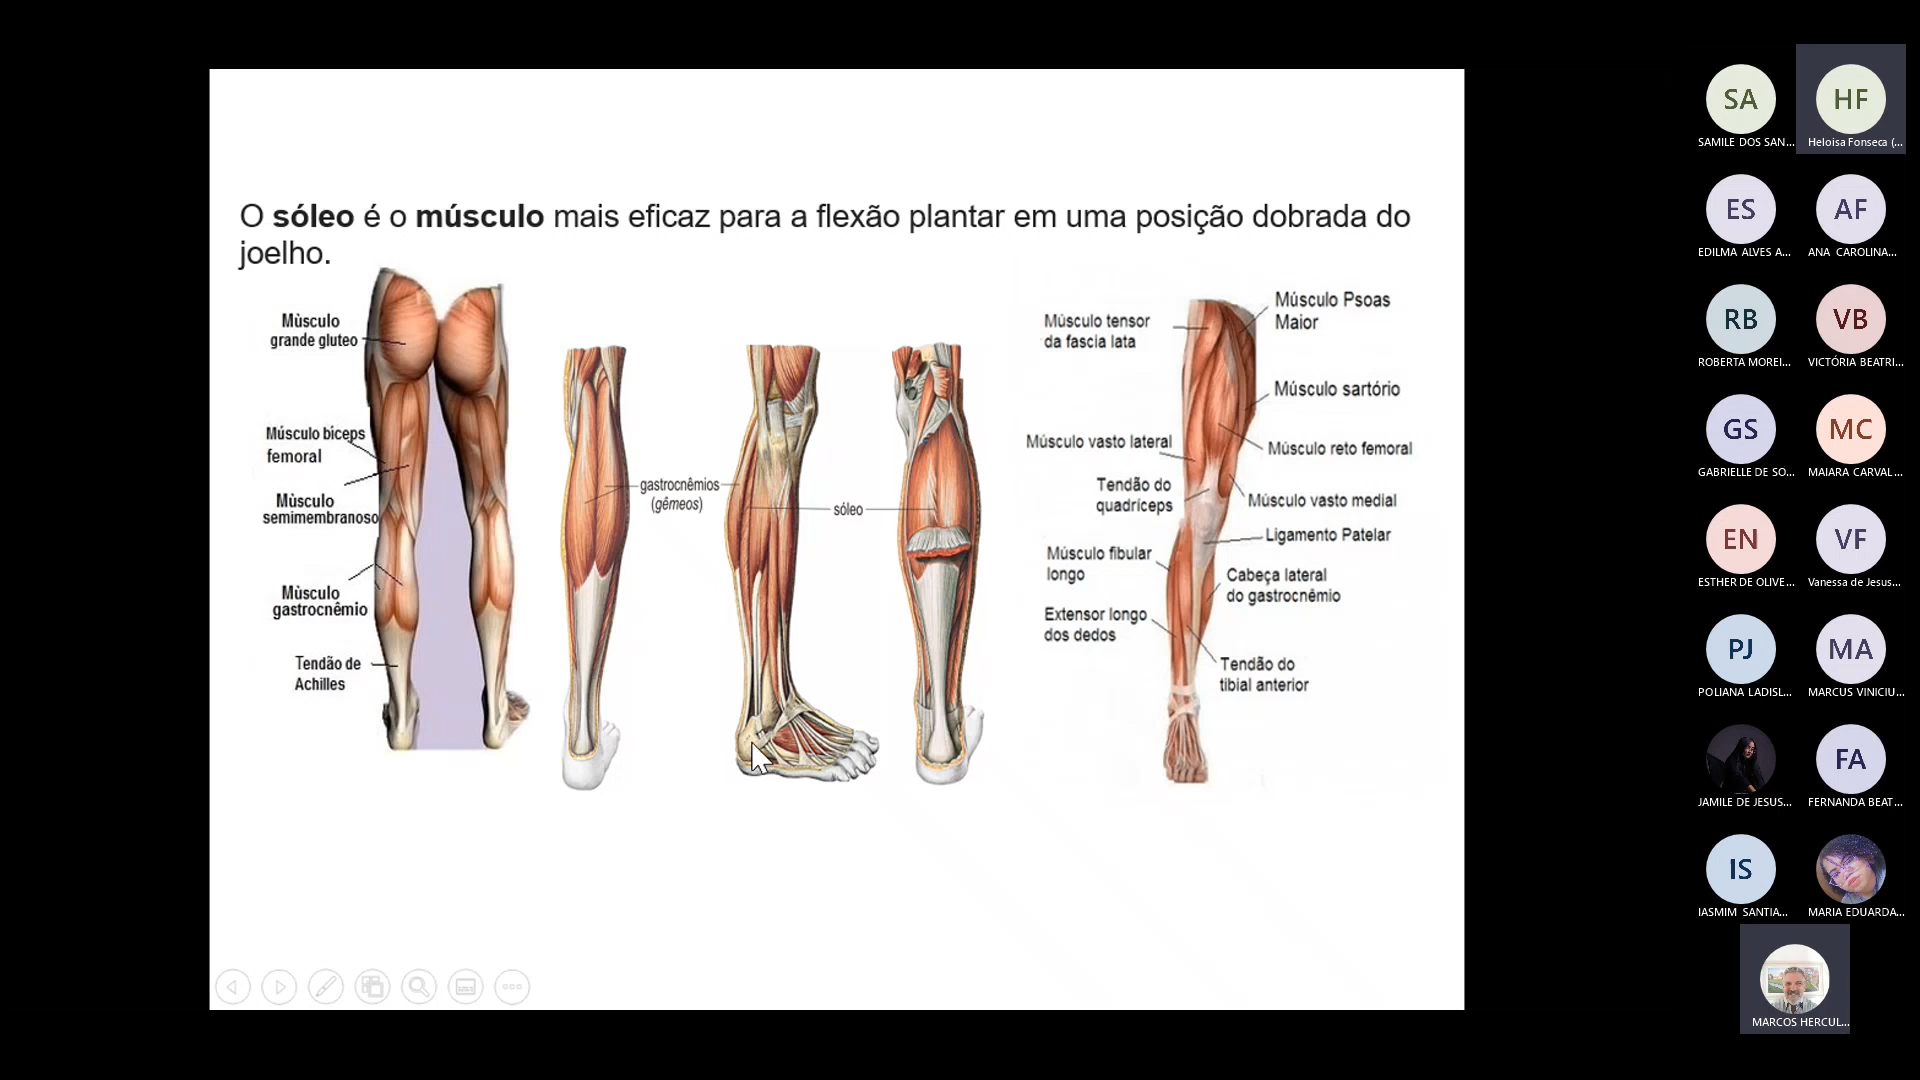 O sóleo é o músculo mais eficaz para a flexão plantar em uma posição dobrada do
joelho.
Mùsculo
grande gluteo
Músculo biceps
femoral
Mùsculo
semimembranoso
Mùsculo
gastrocnêmio
Tendão de
Achilles
gastrocnêmios
(gêmeos)
sóleo
Músculo tensor
da fascia lata
Músculo vasto lateral
Tendão do
quadríceps
Músculo fibular
longo
Extensor longo
dos dedos
Músculo Psoas
Maior
Músculo sartório
Músculo reto femoral
Músculo vasto medial
Ligamento Patelar
Cabeça lateral
do gastrocnêmio
Tendão do
tibial anterior
SA
SAMILE DOS SAN...
HF
Heloisa Fonseca (...
ES
EDILMA ALVES A...
AF
ANA CAROLINA...
RB
ROBERTA MOREI...
VB
VICTÓRIA BEATRI...
GS
GABRIELLE DE SO...
MC
MAIARA CARVAL...
EN
ESTHER DE OLIVE...
VF
Vanessa de Jesus...
PJ
POLIANA LADISL...
MA
MARCUS VINICIU...
JAMILE DE JESUS...
FA
FERNANDA BEAT...
IS
IASMIM SANTIA...
MARIA EDUARDA...
MARCOS HERCUL...